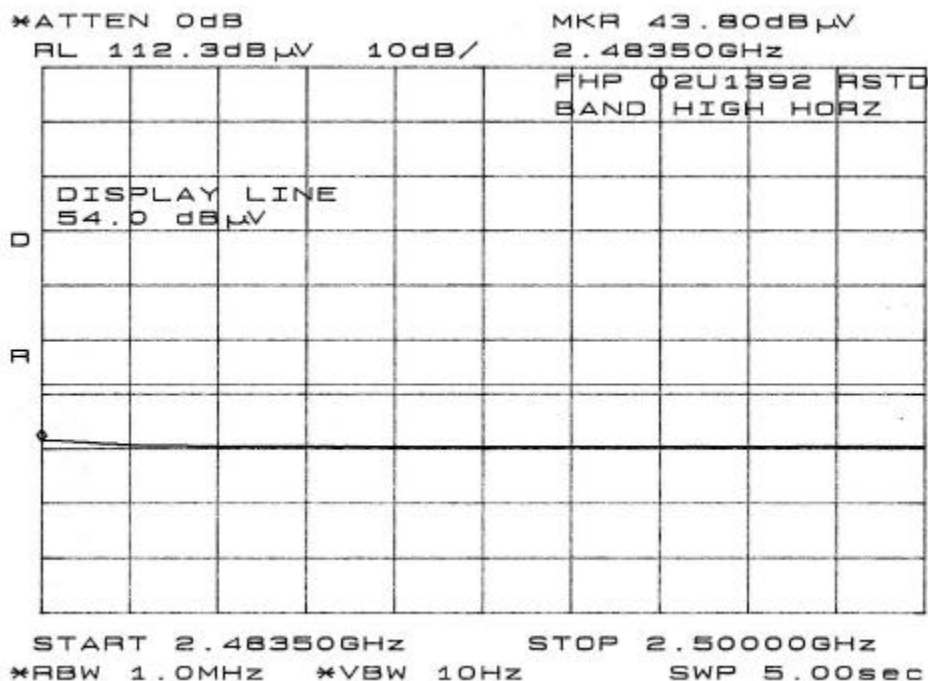 *ATTEN 0dB MKR 43.80dBµV
RL 112.3dBµV 10dB/ 2.48350GHz
FHP 02U1392 RSTD
BAND HIGH HORZ
DISPLAY LINE
54.0 dBµV
D
R
START 2.48350GHz STOP 2.50000GHz
*RBW 1.0MHz *VBW 10Hz SWP 5.00sec